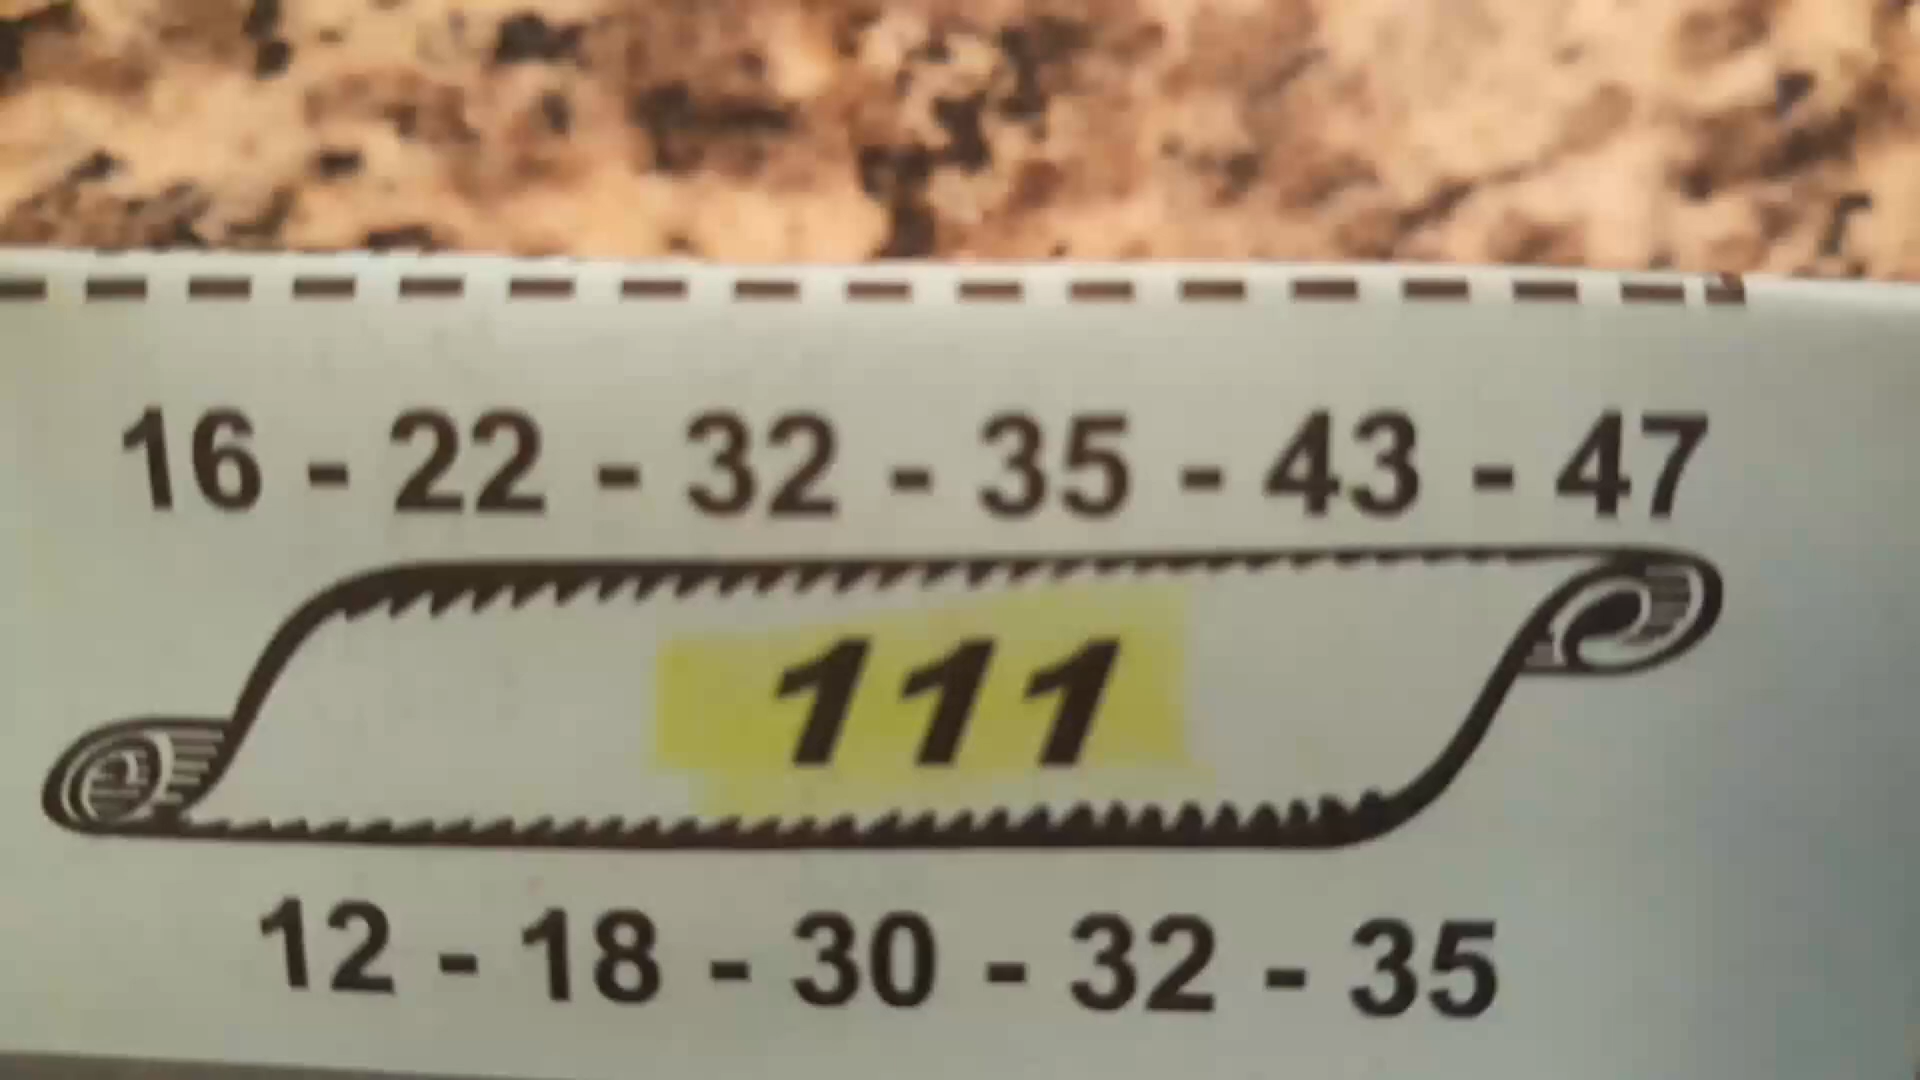 16 - 22 - 32 - 35 - 43 - 47
111
12 - 18 - 30 - 32 - 35